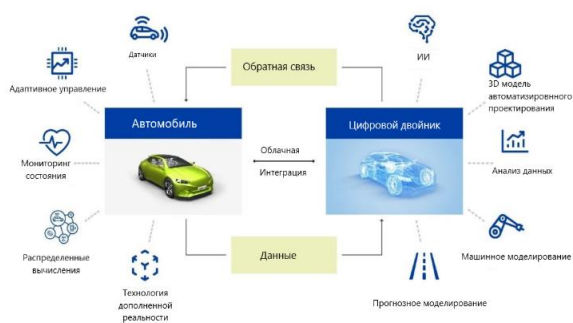 Датчики
Обратная связь
ИИ
Адаптивное управление
3D модель
автоматизировнного
проектирования
Автомобиль
Цифровой двойник
Облачная
Интеграция
Мониторинг
состояния
Анализ данных
Распределенные
вычисления
Данные
Машинное моделирование
Технология
дополненной
реальности
Прогнозное моделирование